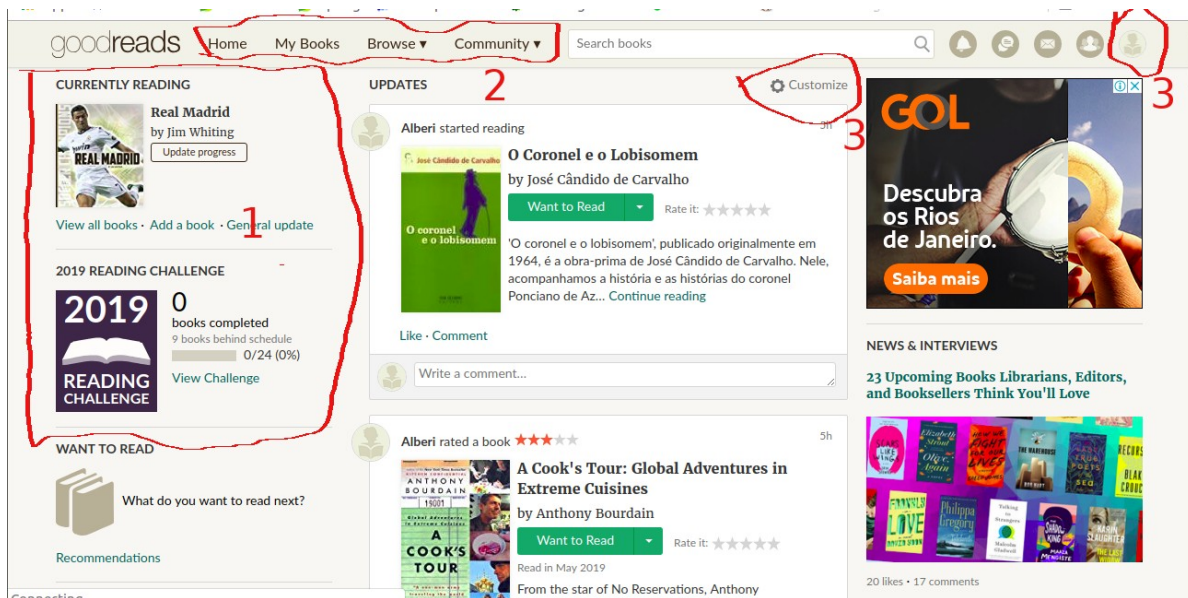 goodreads Home My Books Browse ▾ Community ▾ Search books
2
3
CURRENTLY READING
Real Madrid
by Jim Whiting
Update progress
REAL MADRID
View all books · Add a book · General update
1
2019 READING CHALLENGE
2019
READING
CHALLENGE
0
books completed
9 books behind schedule
0/24 (0%)
View Challenge
WANT TO READ
What do you want to read next?
Recommendations
UPDATES
Customize
3
Alberi started reading
José Cândido de Carvalho
O coronel
e o lobisomem
O Coronel e o Lobisomem
by José Cândido de Carvalho
Want to Read
Rate it:
'O coronel e o lobisomem', publicado originalmente em
1964, é a obra-prima de José Cândido de Carvalho. Nele,
acompanhamos a história e as histórias do coronel
Ponciano de Az... Continue reading
Like · Comment
Write a comment...
Alberi rated a book
5h
ANTHONY
BOURDAIN
A
COOK'S
TOUR
A Cook's Tour: Global Adventures in
Extreme Cuisines
by Anthony Bourdain
Want to Read
Rate it:
Read in May 2019
From the star of No Reservations, Anthony
GOL
Descubra
os Rios
de Janeiro.
Saiba mais
NEWS & INTERVIEWS
23 Upcoming Books Librarians, Editors,
and Booksellers Think You'll Love
20 likes · 17 comments